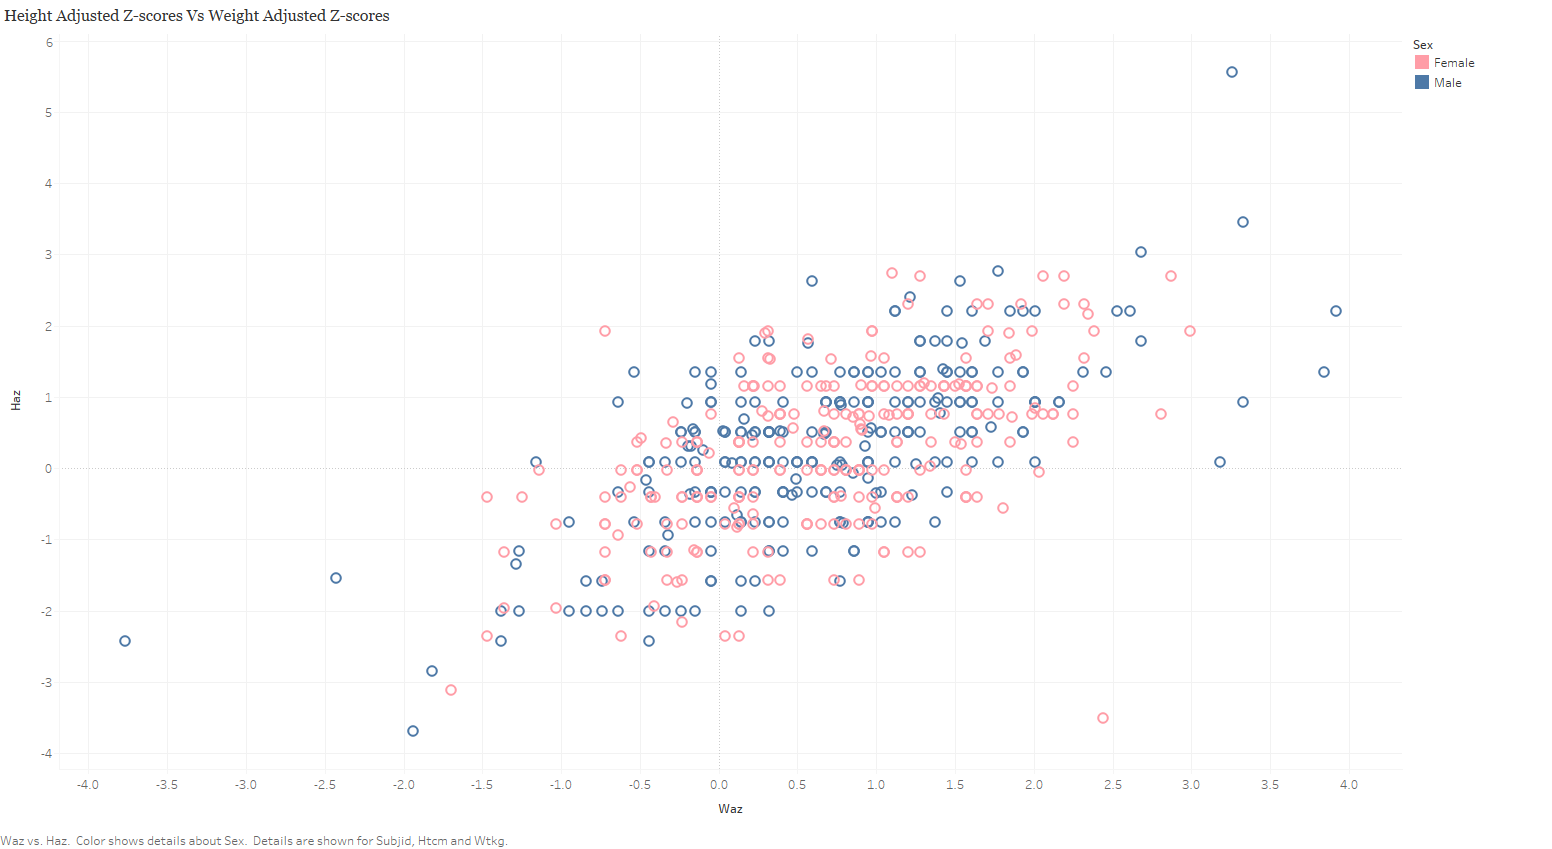 Height Adjusted Z-scores Vs Weight Adjusted Z-scores
Sex
Female
Male
6
5
4
3
2
1
0
-1
-2
-3
-4
Haz
-4.0 -3.5 -3.0 -2.5 -2.0 -1.5 -1.0 -0.5 0.0 0.5 1.0 1.5 2.0 2.5 3.0 3.5 4.0
Waz
Waz vs. Haz. Color shows details about Sex. Details are shown for Subjid, Htcm and Wtkg.